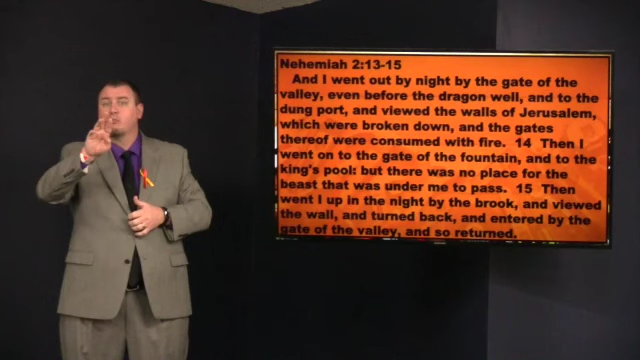 Nehemiah 2:13-15
And I went out by night by the gate of the
valley, even before the dragon well, and to the
dung port, and viewed the walls of Jerusalem,
which were broken down, and the gates
thereof were consumed with fire. 14 Then I
went on to the gate of the fountain, and to the
king's pool: but there was no place for the
beast that was under me to pass. 15 Then
went I up in the night by the brook, and viewed
the wall, and turned back, and entered by the
gate of the valley, and so returned.